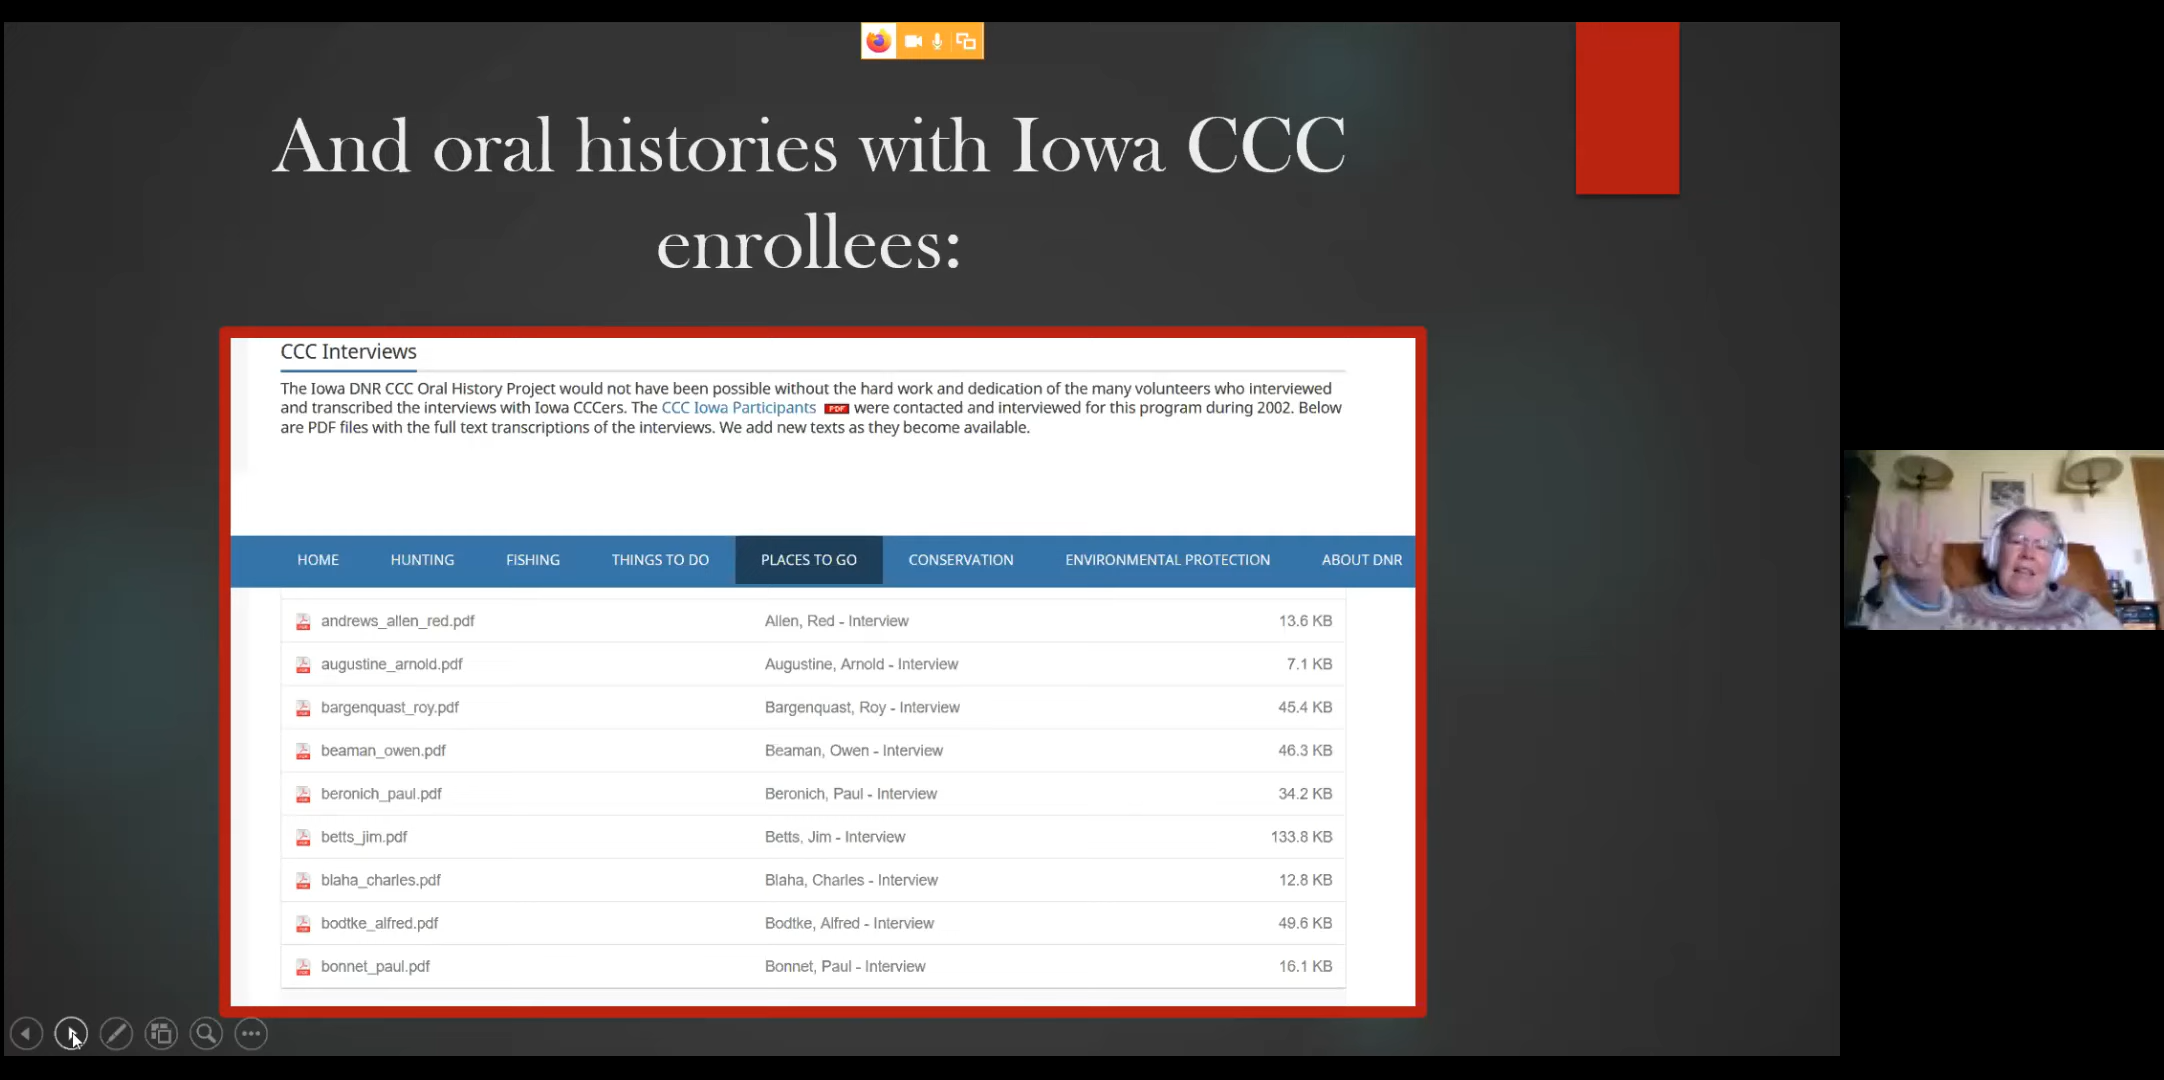 And oral histories with Iowa CCC
enrollees:
CCC Interviews
The Iowa DNR CCC Oral History Project would not have been possible without the hard work and dedication of the many volunteers who interviewed
and transcribed the interviews with Iowa CCCers. The CCC Iowa Participants PDF were contacted and interviewed for this program during 2002. Below
are PDF files with the full text transcriptions of the interviews. We add new texts as they become available.
HOME HUNTING FISHING THINGS TO DO PLACES TO GO CONSERVATION ENVIRONMENTAL PROTECTION ABOUT DNR
andrews_allen_red.pdf Allen, Red - Interview 13.6 KB
augustine_arnold.pdf Augustine, Arnold - Interview 7.1 KB
bargenquast_roy.pdf Bargenquast, Roy - Interview 45.4 KB
beaman_owen.pdf Beaman, Owen - Interview 46.3 KB
beronich_paul.pdf Beronich, Paul - Interview 34.2 KB
betts_jim.pdf Betts, Jim - Interview 133.8 KB
blaha_charles.pdf Blaha, Charles - Interview 12.8 KB
bodtke_alfred.pdf Bodtke, Alfred - Interview 49.6 KB
bonnet_paul.pdf Bonnet, Paul - Interview 16.1 KB